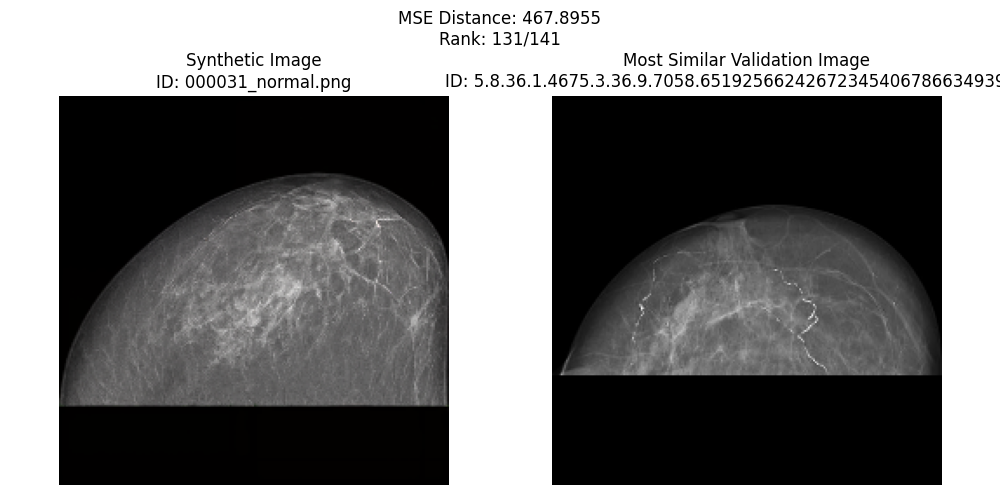 MSE Distance: 467.8955
Rank: 131/141
Synthetic Image
ID: 000031_normal.png
Most Similar Validation Image
ID: 5.8.36.1.4675.3.36.9.7058.65192566242672345406786634939